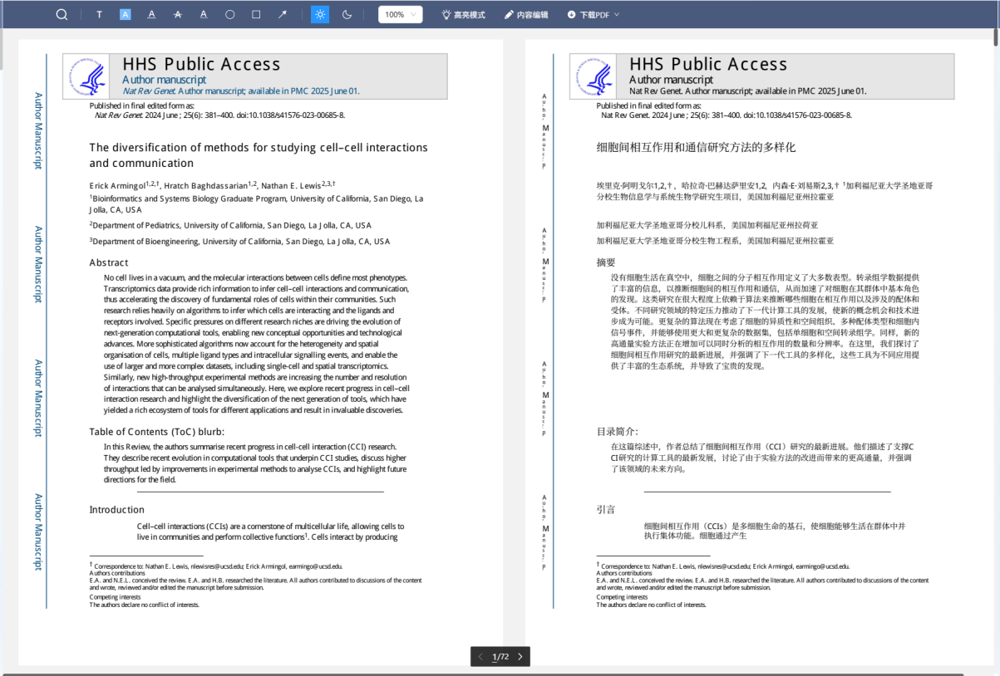 100%
高亮模式
内容编辑
下载PDF
HHS Public Access
Author manuscript
Nat Rev Genet. Author manuscript; available in PMC 2025 June 01.
Published in final edited form as:
Nat Rev Genet. 2024 June ; 25(6): 381–400. doi:10.1038/s41576-023-00685-8.
The diversification of methods for studying cell–cell interactions
and communication
Erick Armingol1,2,†, Hratch Baghdassarian1,2, Nathan E. Lewis2,3,†
1Bioinformatics and Systems Biology Graduate Program, University of California, San Diego, La
Jolla, CA, USA
2Department of Pediatrics, University of California, San Diego, La Jolla, CA, USA
3Department of Bioengineering, University of California, San Diego, La Jolla, CA, USA
Abstract
No cell lives in a vacuum, and the molecular interactions between cells define most phenotypes.
Transcriptomics data provide rich information to infer cell–cell interactions and communication,
thus accelerating the discovery of fundamental roles of cells within their communities. Such
research relies heavily on algorithms to infer which cells are interacting and the ligands and
receptors involved. Specific pressures on different research niches are driving the evolution of
next-generation computational tools, enabling new conceptual opportunities and technological
advances. More sophisticated algorithms now account for the heterogeneity and spatial
organisation of cells, multiple ligand types and intracellular signalling events, and enable the
use of larger and more complex datasets, including single-cell and spatial transcriptomics.
Similarly, new high-throughput experimental methods are increasing the number and resolution
of interactions that can be analysed simultaneously. Here, we explore recent progress in cell–cell
interaction research and highlight the diversification of the next generation of tools, which have
yielded a rich ecosystem of tools for different applications and result in invaluable discoveries.
Table of Contents (ToC) blurb:
In this Review, the authors summarise recent progress in cell-cell interaction (CCI) research.
They describe recent evolution in computational tools that underpin CCI studies, discuss higher
throughput led by improvements in experimental methods to analyse CCIs, and highlight future
directions for the field.
Introduction
Cell–cell interactions (CCIs) are a cornerstone of multicellular life, allowing cells to
live in communities and perform collective functions1. Cells interact by producing
† Correspondence to: Nathan E. Lewis, nlewisres@ucsd.edu; Erick Armingol, earmingo@ucsd.edu.
Authors contributions
E.A. and N.E.L. conceived the review. E.A. and H.B. researched the literature. All authors contributed to discussions of the content
and wrote, reviewed and/or edited the manuscript before submission.
Competing interests
The authors declare no conflict of interests.
Author Manuscript
Author Manuscript
Author Manuscript
Author Manuscript
HHS Public Access
Author manuscript
Nat Rev Genet. Author manuscript; available in PMC 2025 June 01.
Published in final edited form as:
Nat Rev Genet. 2024 June ; 25(6): 381–400. doi:10.1038/s41576-023-00685-8.
细胞间相互作用和通信研究方法的多样化
埃里克·阿明戈尔1,2,†，哈拉奇·巴赫达萨里安1,2，内森·E·刘易斯2,3,† 1加利福尼亚大学圣地亚哥
分校生物信息学与系统生物学研究生项目，美国加利福尼亚州拉霍亚
加利福尼亚大学圣地亚哥分校儿科系，美国加利福尼亚州拉荷亚
加利福尼亚大学圣地亚哥分校生物工程系，美国加利福尼亚州拉霍亚
摘要
没有细胞生活在真空中，细胞之间的分子相互作用定义了大多数表型。转录组学数据提供
了丰富的信息，以推断细胞间的相互作用和通信，从而加速了对细胞在其群体中基本角色
的发现。这类研究在很大程度上依赖于算法来推断哪些细胞在相互作用以及涉及的配体和
受体。不同研究领域的特定压力推动了下一代计算工具的发展，使新的概念机会和技术进
步成为可能。更复杂的算法现在考虑了细胞的异质性和空间组织、多种配体类型和细胞内
信号事件，并能够使用更大和更复杂的数据集，包括单细胞和空间转录组学。同样，新的
高通量实验方法正在增加可以同时分析的相互作用的数量和分辨率。在这里，我们探讨了
细胞间相互作用研究的最新进展，并强调了下一代工具的多样化，这些工具为不同应用提
供了丰富的生态系统，并导致了宝贵的发现。
目录简介：
在这篇综述中，作者总结了细胞间相互作用（CCI）研究的最新进展。他们描述了支撑C
CI研究的计算工具的最新发展，讨论了由于实验方法的改进而带来的更高通量，并强调
了该领域的未来方向。
引言
细胞间相互作用（CCIs）是多细胞生命的基石，使细胞能够生活在群体中并
执行集体功能。细胞通过产生
† Correspondence to: Nathan E. Lewis, nlewisres@ucsd.edu; Erick Armingol, earmingo@ucsd.edu.
Authors contributions
E.A. and N.E.L. conceived the review. E.A. and H.B. researched the literature. All authors contributed to discussions of the content
and wrote, reviewed and/or edited the manuscript before submission.
Competing interests
The authors declare no conflict of interests.
1/72